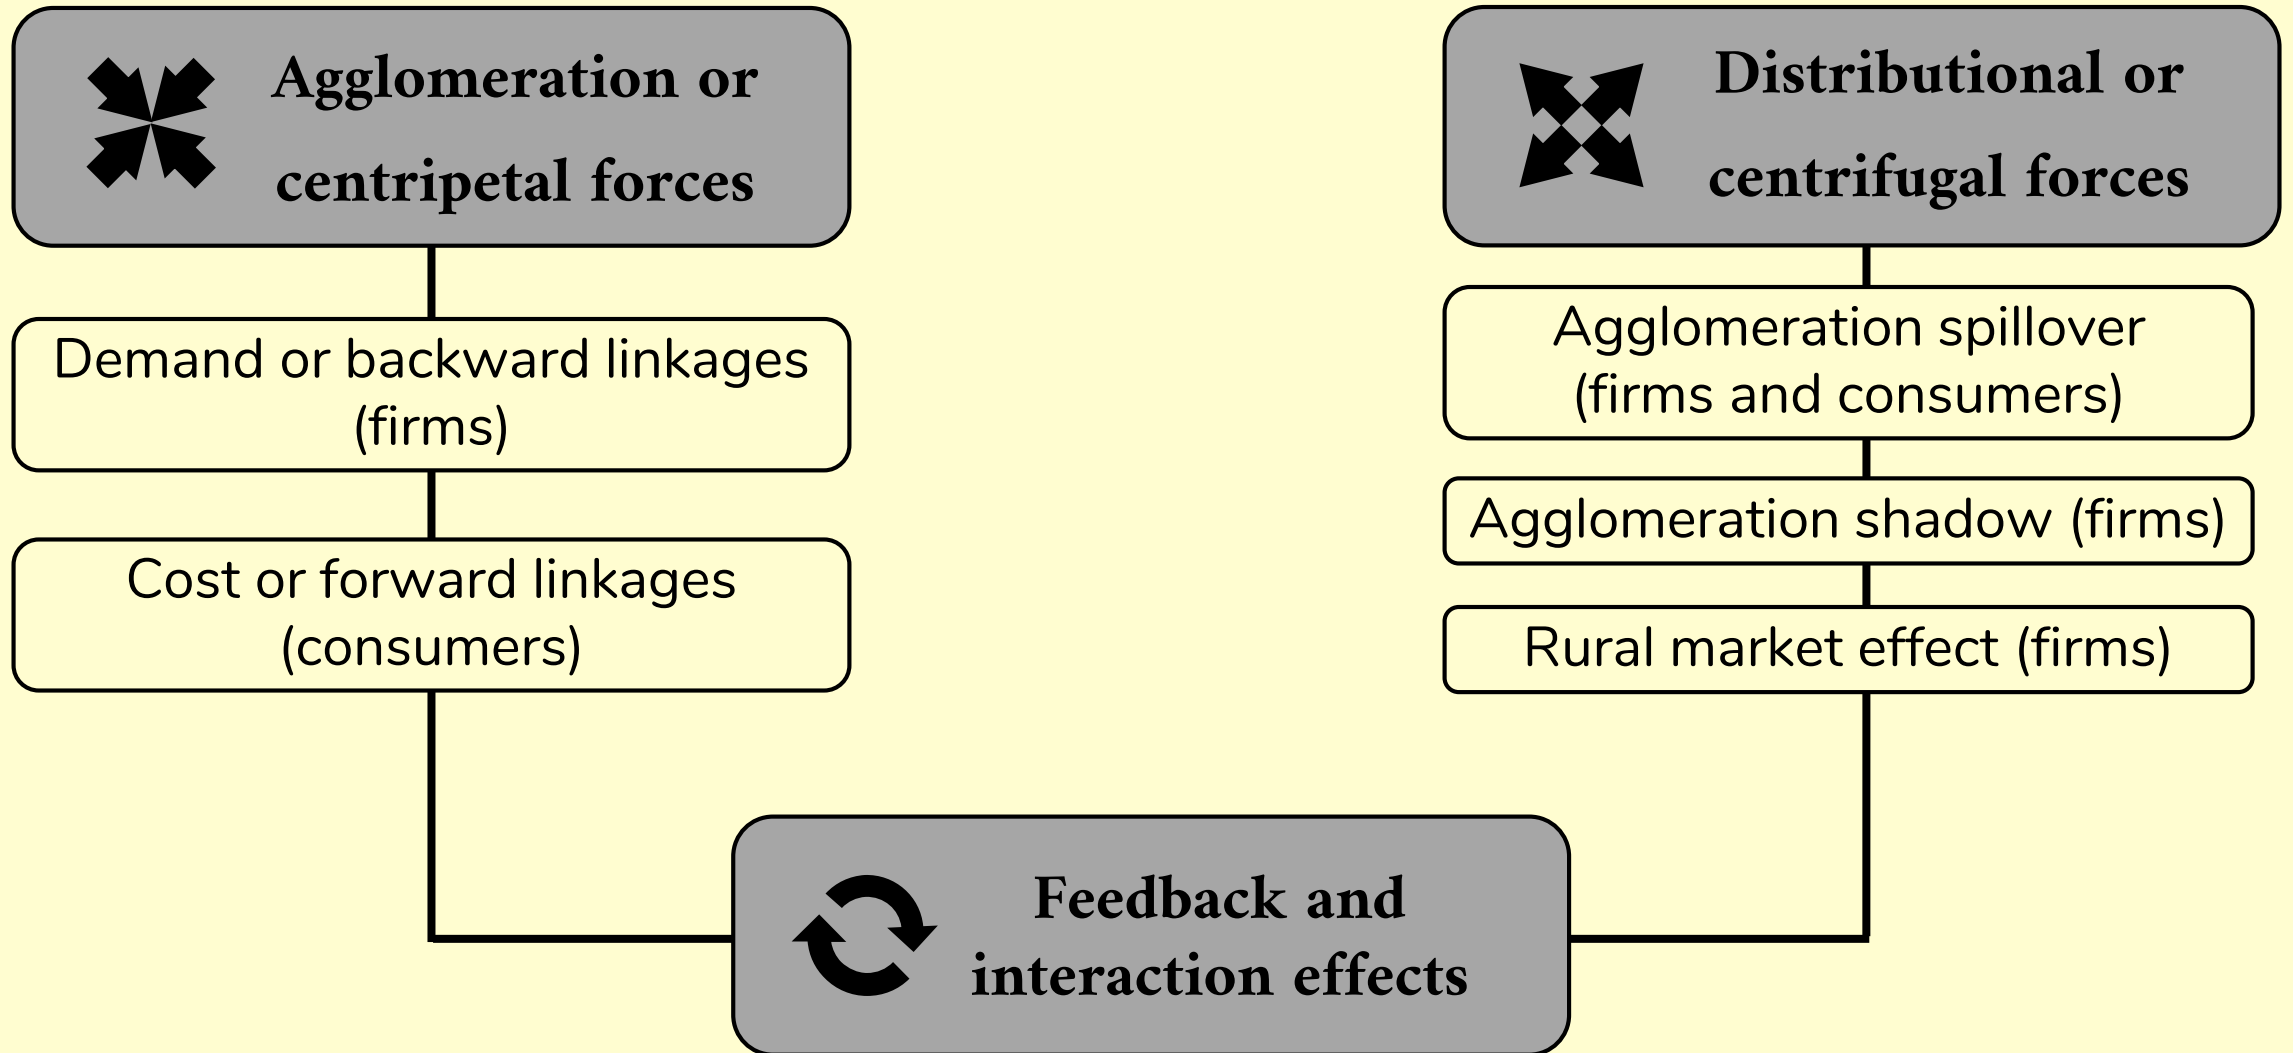 Agglomeration or
centripetal forces
Demand or backward linkages
(firms)
Cost or forward linkages
(consumers)
Distributional or
centrifugal forces
Agglomeration spillover
(firms and consumers)
Agglomeration shadow (firms)
Rural market effect (firms)
Feedback and
interaction effects